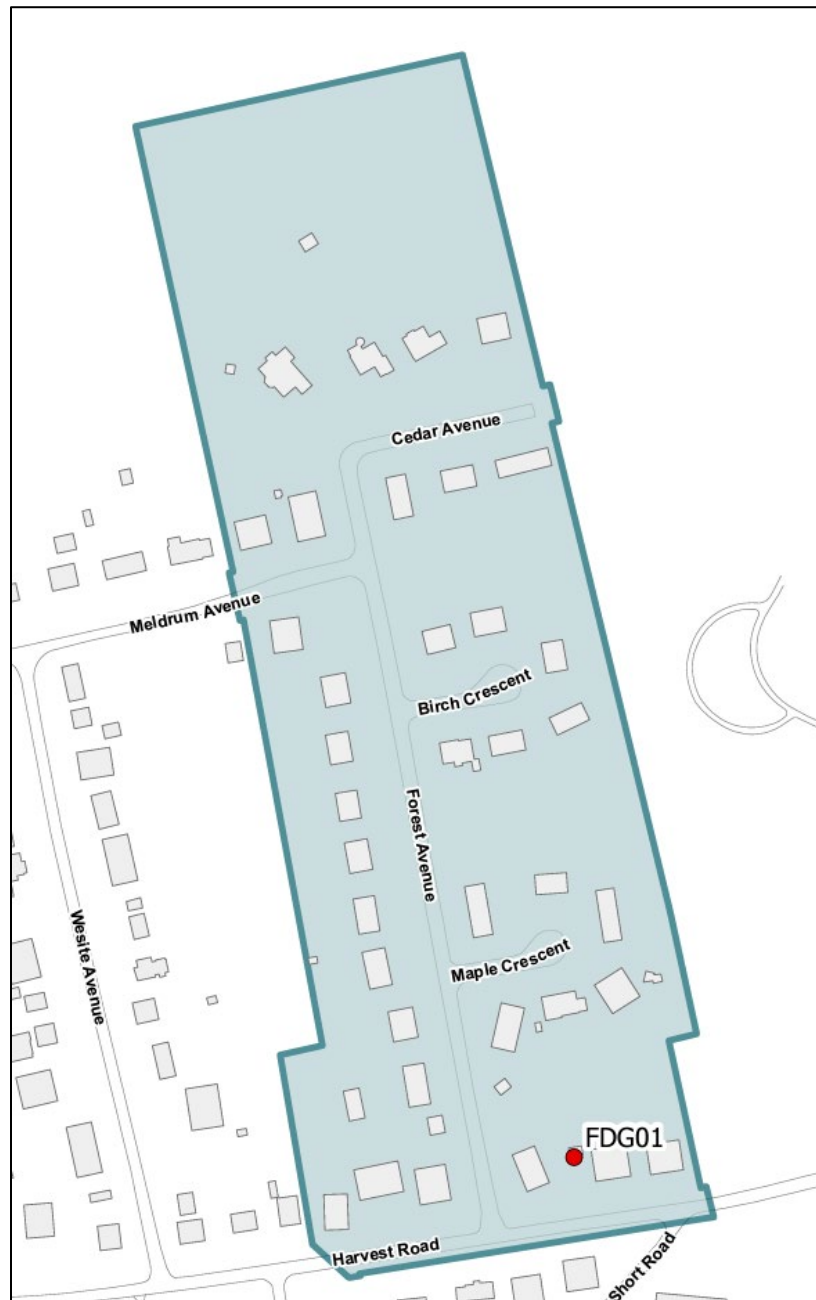 Cedar Avenue
Meldrum Avenue
Birch Crescent
Forest Avenue
Wesite Avenue
Maple Crescent
FDG01
Harvest Road
Short Road